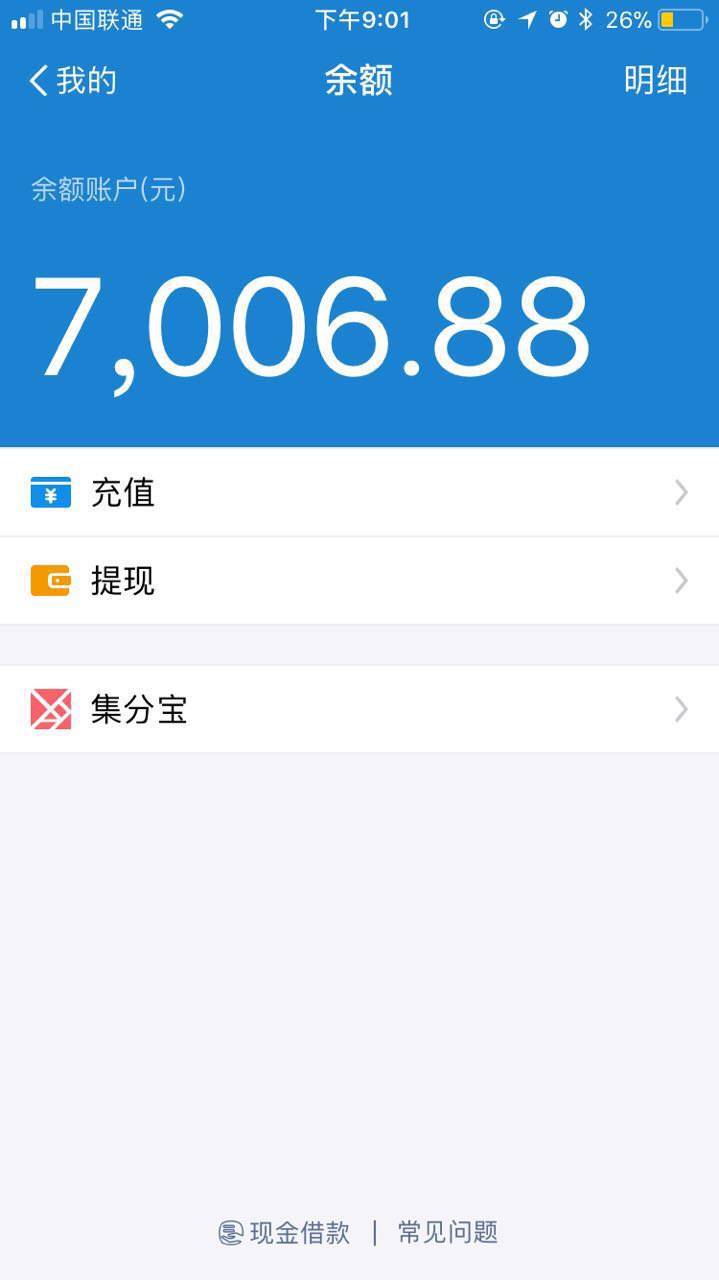 中国联通 下午9:01 26%
我的 余额 明细
余额账户(元)
7,006.88
¥ 充值
提现
集分宝
现金借款 | 常见问题